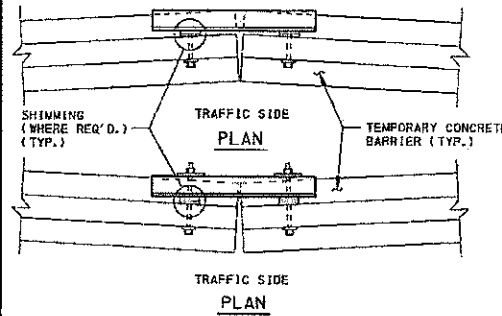 SHIMMING
(WHERE REQ'D.)
(TYP.)
TRAFFIC SIDE
PLAN
TEMPORARY CONCRETE
BARRIER (TYP.)
TRAFFIC SIDE
PLAN